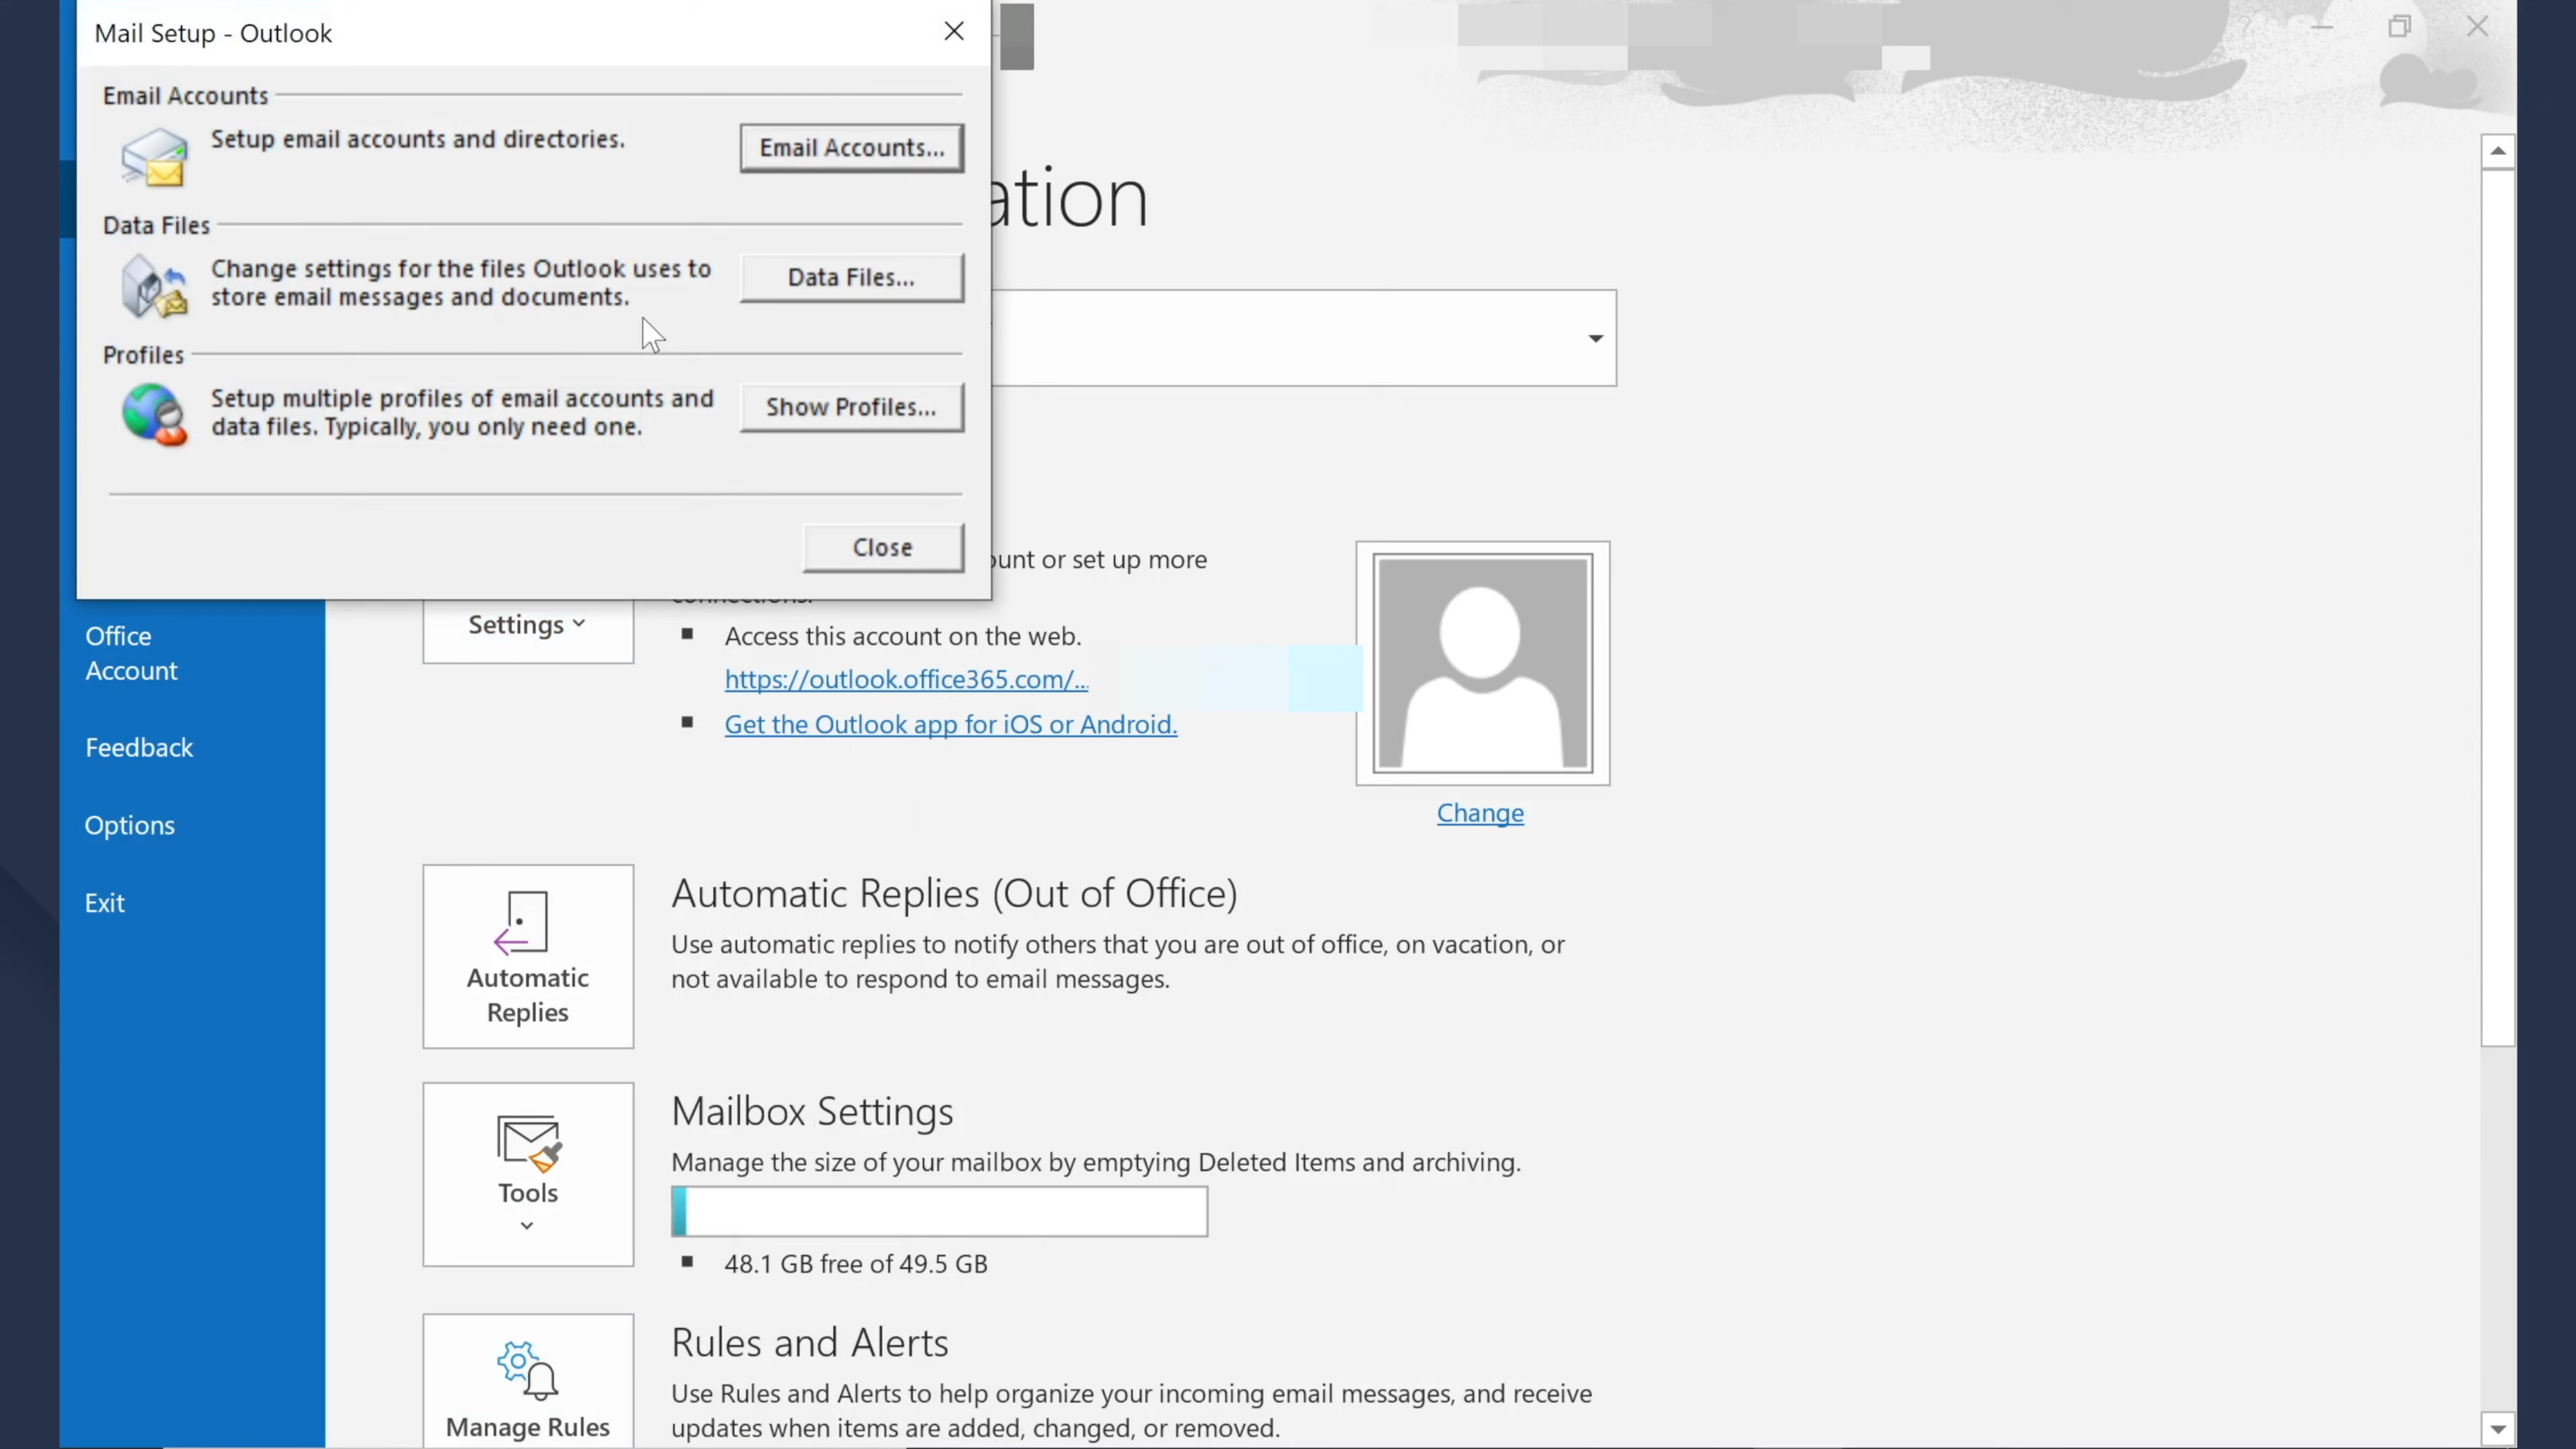 Mail Setup - Outlook
Email Accounts
Setup email accounts and directories.
Email Accounts...
Data Files
Change settings for the files Outlook uses to
store email messages and documents.
Data Files...
Profiles
Setup multiple profiles of email accounts and
data files. Typically, you only need one.
Show Profiles...
Close
ation
unt or set up more
Settings
Access this account on the web.
https://outlook.office365.com/...
Get the Outlook app for iOS or Android.
Change
Office
Account
Feedback
Options
Exit
Automatic
Replies
Automatic Replies (Out of Office)
Use automatic replies to notify others that you are out of office, on vacation, or
not available to respond to email messages.
Tools
Mailbox Settings
Manage the size of your mailbox by emptying Deleted Items and archiving.
48.1 GB free of 49.5 GB
Manage Rules
Rules and Alerts
Use Rules and Alerts to help organize your incoming email messages, and receive
updates when items are added, changed, or removed.